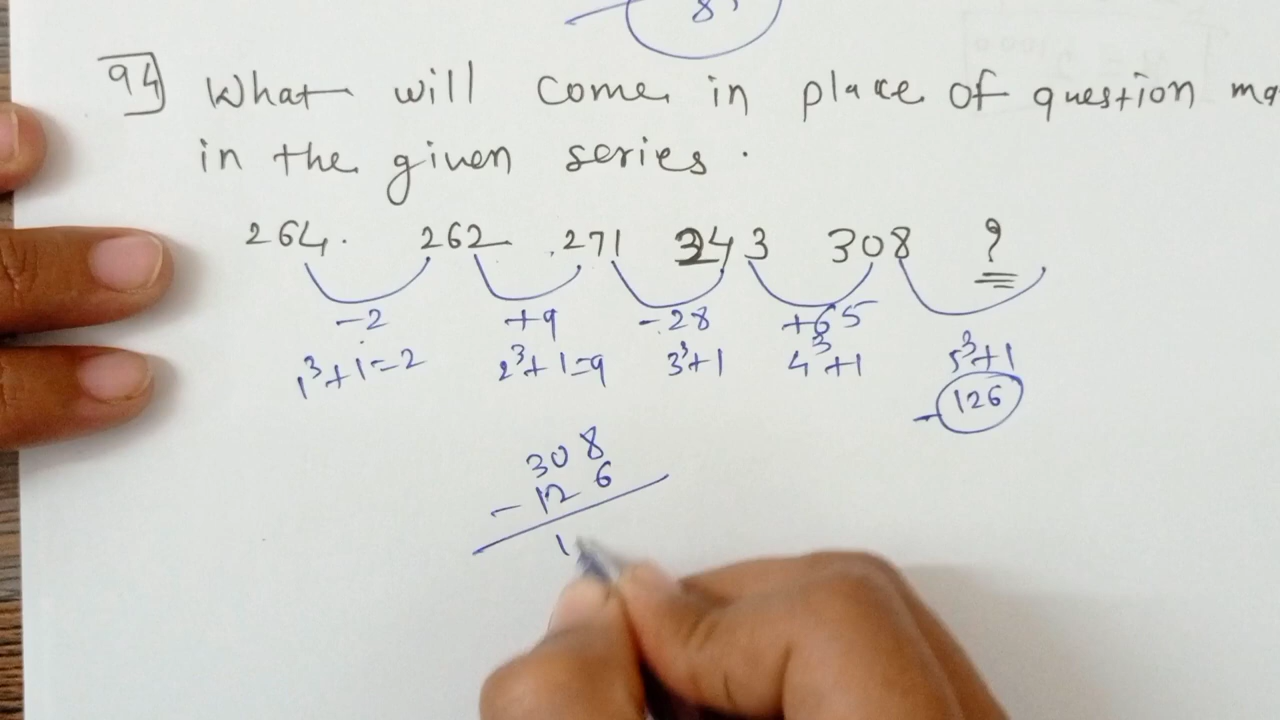 8,
94 What will come in place of question ma
in the given series.
264. 262 271 243 308 ?
-2 +9 -28 +65
1³+1=2 2³+1=9 3³+1 4³+1 5³+1
-126
308
-126
1